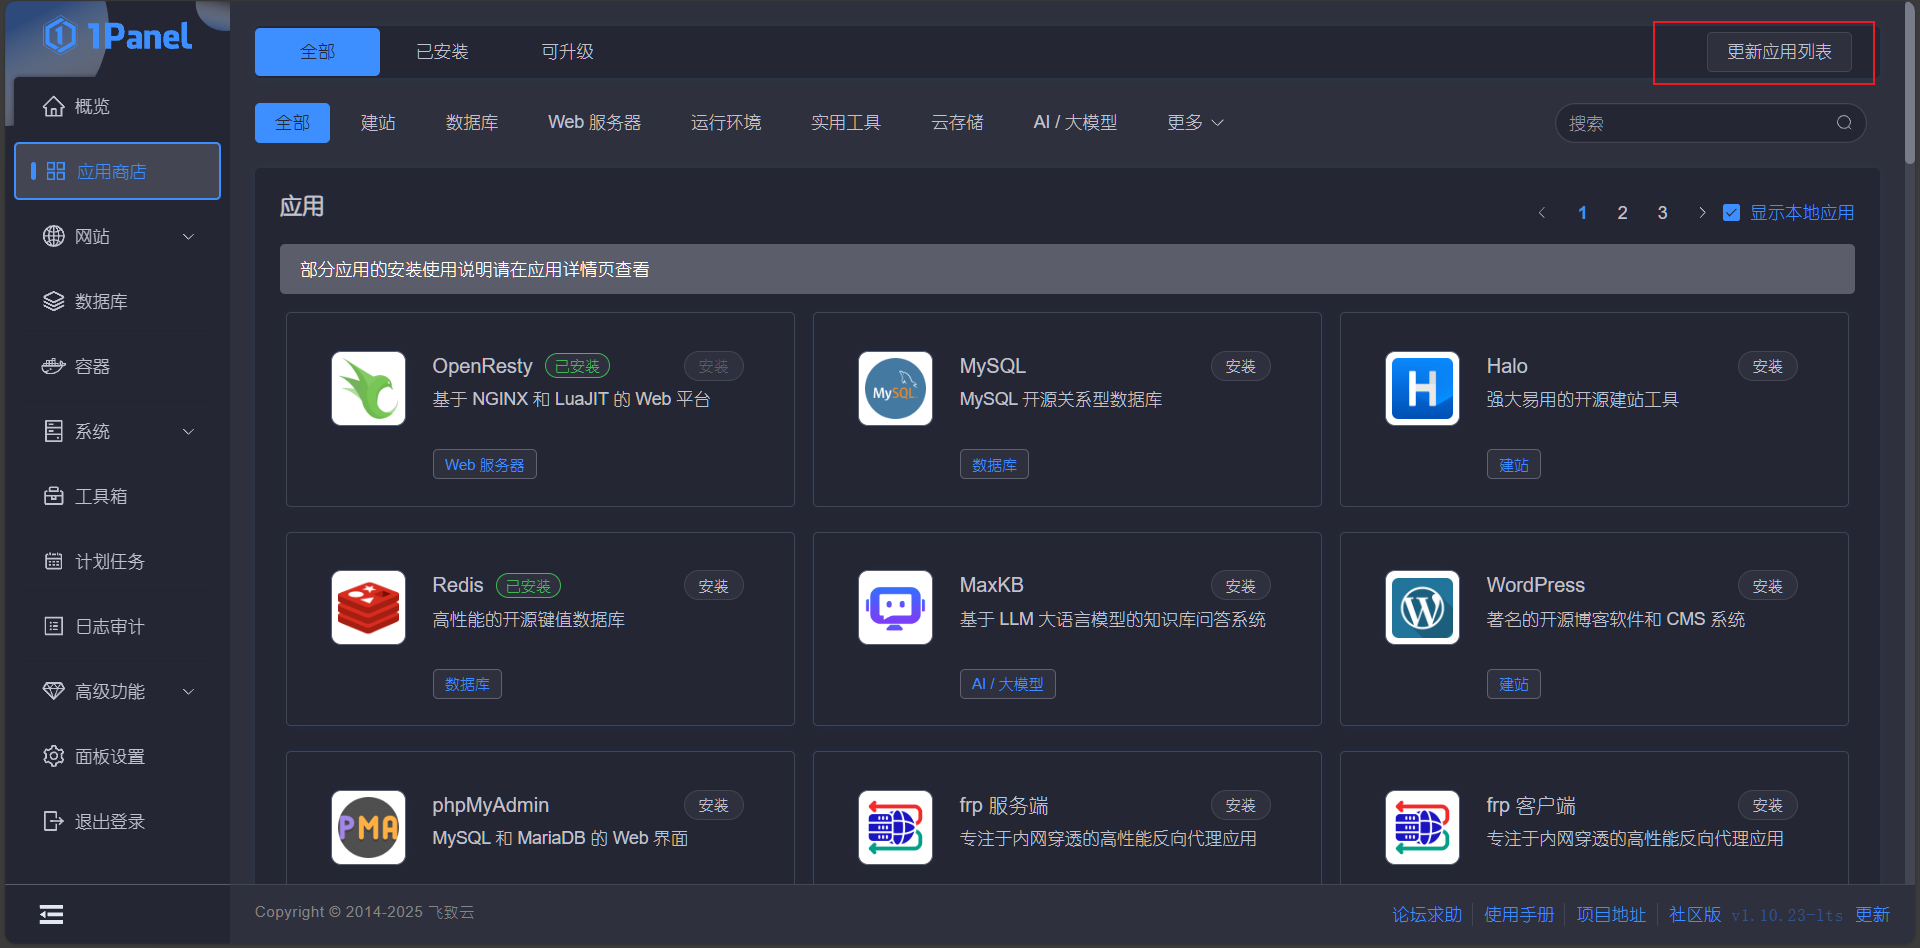 1Panel
概览
应用商店
网站
数据库
容器
系统
工具箱
计划任务
日志审计
高级功能
面板设置
退出登录
全部 已安装 可升级 更新应用列表
全部 建站 数据库 Web 服务器 运行环境 实用工具 云存储 AI / 大模型 更多 搜索
应用
1 2 3 显示本地应用
部分应用的安装使用说明请在应用详情页查看
OpenResty 已安装 安装
基于 NGINX 和 LuaJIT 的 Web 平台
Web 服务器
MySQL
MySQL 安装
MySQL 开源关系型数据库
数据库
H
Halo 安装
强大易用的开源建站工具
建站
Redis 已安装 安装
高性能的开源键值数据库
数据库
MaxKB 安装
基于 LLM 大语言模型的知识库问答系统
AI / 大模型
W
WordPress 安装
著名的开源博客软件和 CMS 系统
建站
PMA
phpMyAdmin 安装
MySQL 和 MariaDB 的 Web 界面
frp 服务端 安装
专注于内网穿透的高性能反向代理应用
frp 客户端 安装
专注于内网穿透的高性能反向代理应用
Copyright © 2014-2025 飞致云
论坛求助 使用手册 项目地址 社区版 v1.10.23-lts 更新